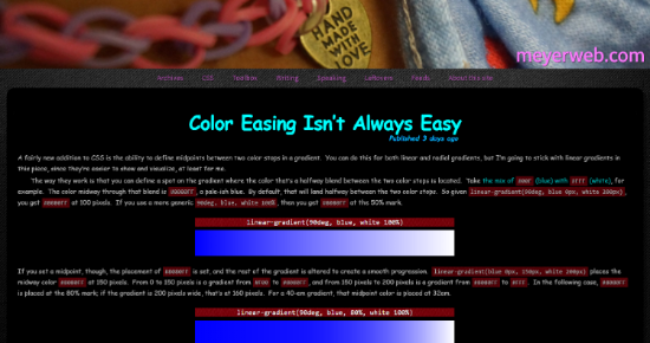 HAND
MADE
WITH
LOVE
meyerweb.com
Archives CSS Toolbox Writing Speaking Leftovers Feeds About this site
Color Easing Isn't Always Easy
Published 3 days ago
A fairly new addition to CSS is the ability to define midpoints between two color stops in a gradient. You can do this for both linear and radial gradients, but I'm going to stick with linear gradients in
this piece, since they're easier to show and visualize, at least for me.
The way they work is that you can define a spot on the gradient where the color that's a halfway blend between the two color stops is located. Take the mix of #00F (blue) with #FFF (white), for
example. The color midway through that blend is #8080FF, a pale-ish blue. By default, that will land halfway between the two color stops. So given linear-gradient(90deg, blue 0px, white 200px),
you get #8080FF at 100 pixels. If you use a more generic 90deg, blue, white 100%, then you get #8080FF at the 50% mark.
linear-gradient(90deg, blue, white 100%)
If you set a midpoint, though, the placement of #8080FF is set, and the rest of the gradient is altered to create a smooth progression. linear-gradient(blue 0px, 150px, white 200px) places the
midway color #8080FF at 150 pixels. From 0 to 150 pixels is a gradient from #F00 to #8080FF, and from 150 pixels to 200 pixels is a gradient from #8080FF to #FFF. In the following case, #8080FF
is placed at the 80% mark; if the gradient is 200 pixels wide, that's at 160 pixels. For a 40-em gradient, that midpoint color is placed at 32em.
linear-gradient(90deg, blue, 80%, white 100%)